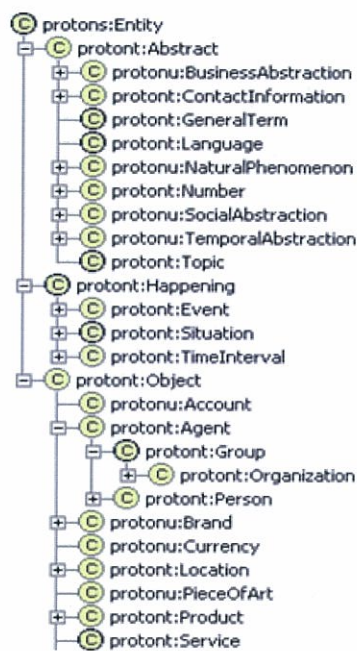 protons:Entity
protont:Abstract
protonu:BusinessAbstraction
protont:ContactInformation
protont:GeneralTerm
protont:Language
protonu:NaturalPhenomenon
protont:Number
protonu:SocialAbstraction
protonu:TemporalAbstraction
protont:Topic
protont:Happening
protont:Event
protont:Situation
protont:TimeInterval
protont:Object
protonu:Account
protont:Agent
protont:Group
protont:Organization
protont:Person
protonu:Brand
protonu:Currency
protont:Location
protonu:PieceOfArt
protont:Product
protont:Service